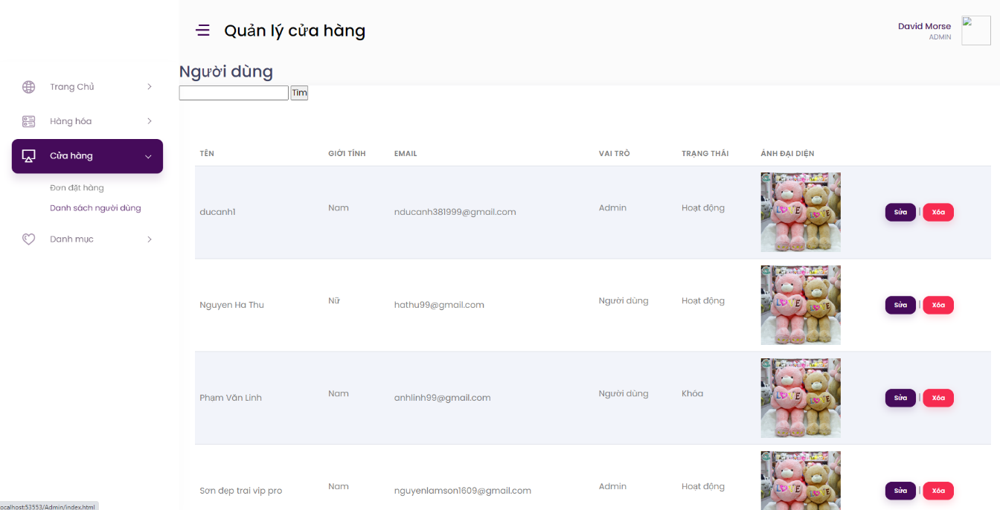 Quản lý cửa hàng
David Morse
ADMIN
Trang Chủ
Hàng hóa
Cửa hàng
Đơn đặt hàng
Danh sách người dùng
Danh mục
Người dùng
Tìm
TÊN GIỚI TÍNH EMAIL VAI TRÒ TRẠNG THÁI ẢNH ĐẠI DIỆN
ducanh1 Nam nducanh381999@gmail.com Admin Hoạt động LOVE LOVE Sửa | Xóa
Nguyen Ha Thu Nữ hathu99@gmail.com Người dùng Hoạt động LOVE LOVE Sửa | Xóa
Phạm Văn Linh Nam anhlinh99@gmail.com Người dùng Khóa LOVE LOVE Sửa | Xóa
Sơn đẹp trai vip pro Nam nguyenlamson1609@gmail.com Admin Hoạt động LOVE LOVE Sửa | Xóa
ocalhost:53553/Admin/index.html